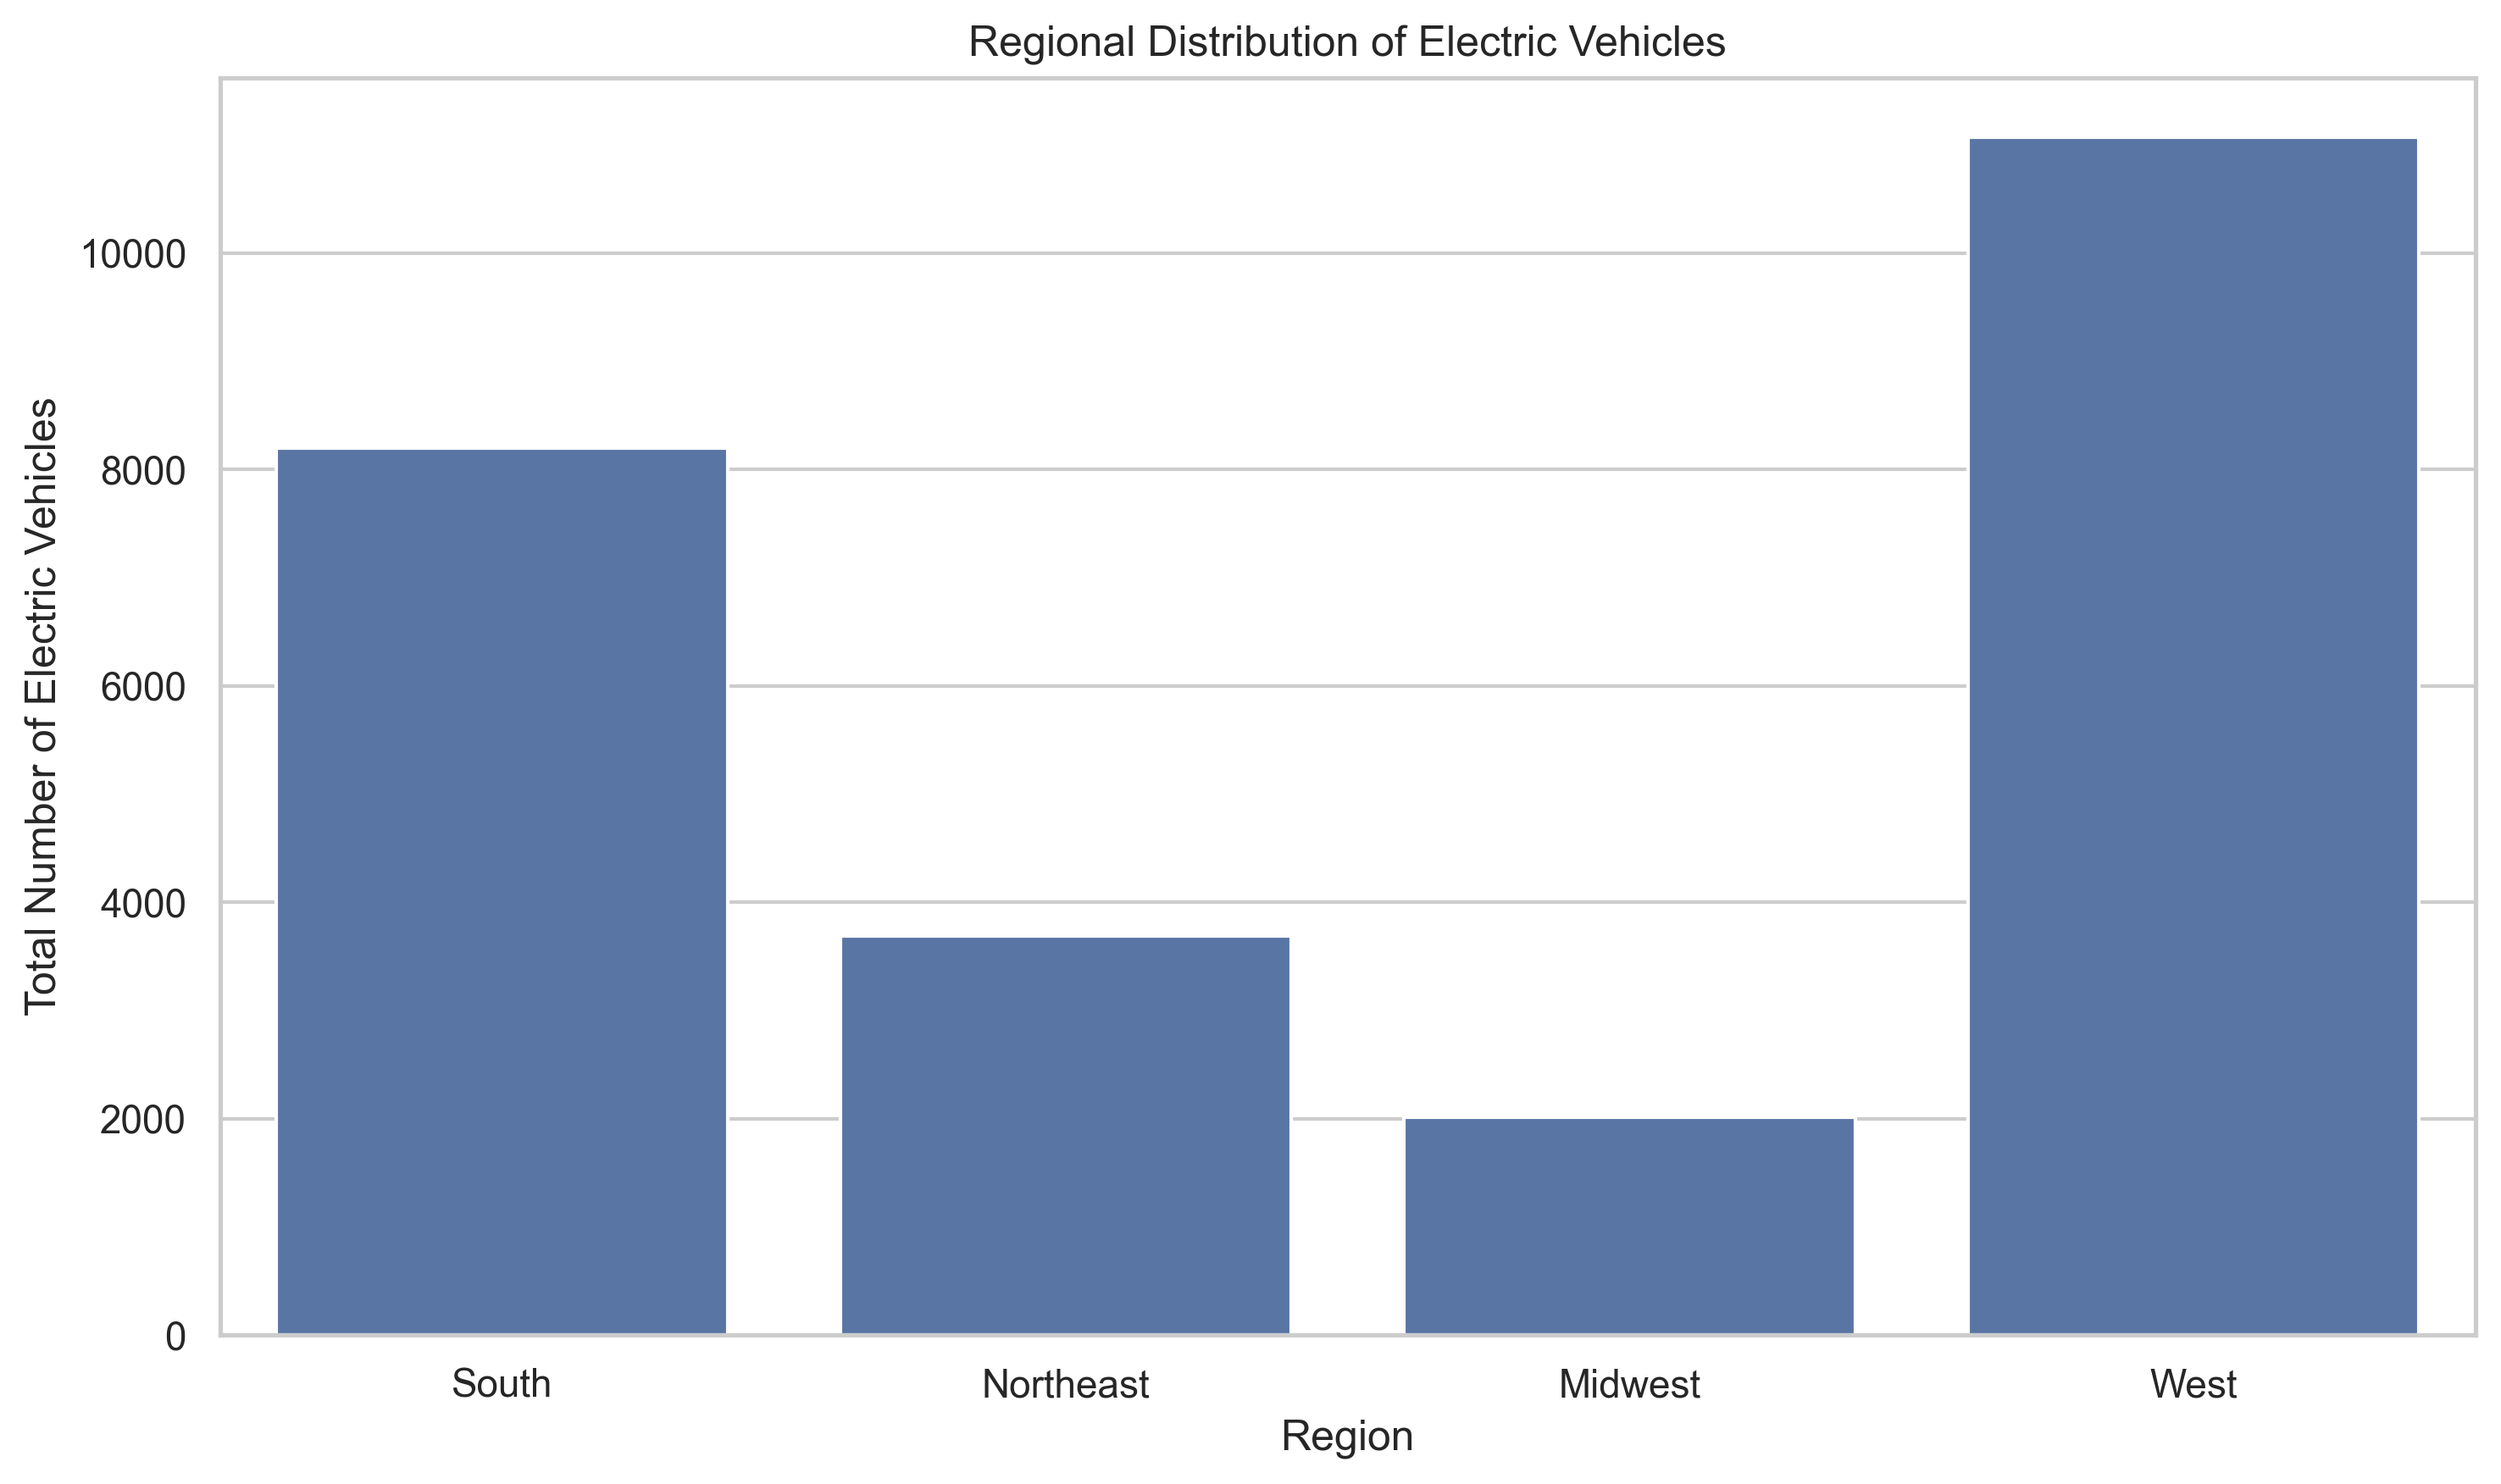 Regional Distribution of Electric Vehicles
Total Number of Electric Vehicles
10000
8000
6000
4000
2000
0
South
Northeast
Midwest
West
Region